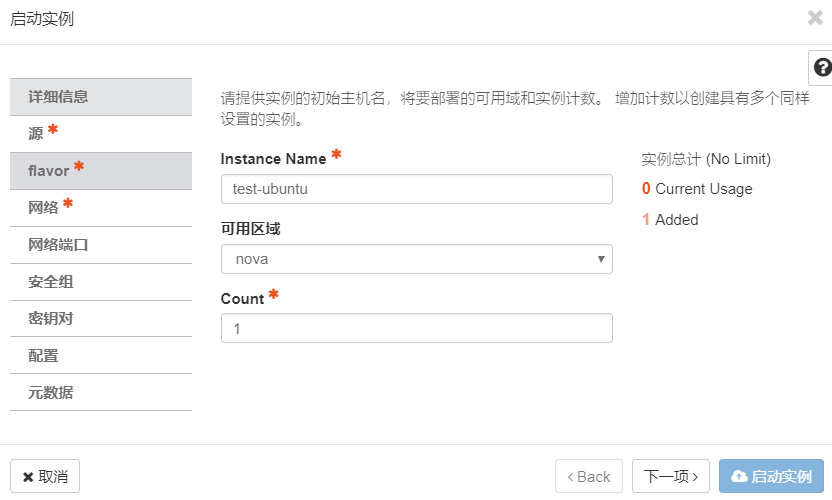 启动实例
×
?
详细信息
源 *
flavor *
网络 *
网络端口
安全组
密钥对
配置
元数据
请提供实例的初始主机名，将要部署的可用域和实例计数。 增加计数以创建具有多个同样
设置的实例。
Instance Name *
test-ubuntu
可用区域
nova
Count *
1
实例总计 (No Limit)
0 Current Usage
1 Added
× 取消
< Back
下一项 >
启动实例